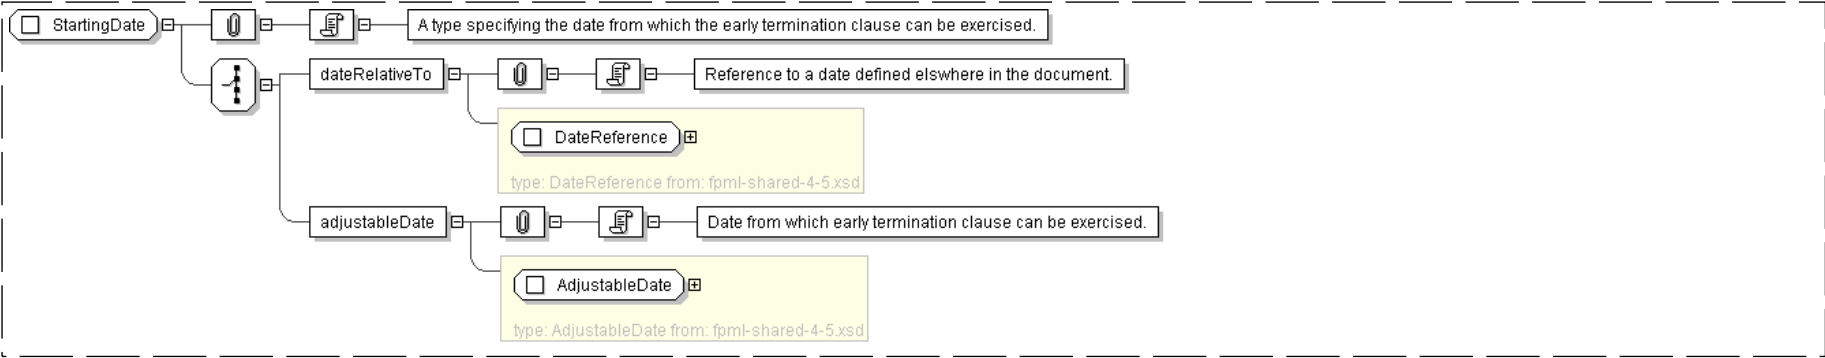 StartingDate
A type specifying the date from which the early termination clause can be exercised.
dateRelativeTo
Reference to a date defined elswhere in the document.
DateReference
type: DateReference from: fpml-shared-4-5.xsd
adjustableDate
Date from which early termination clause can be exercised.
AdjustableDate
type: AdjustableDate from: fpml-shared-4-5.xsd